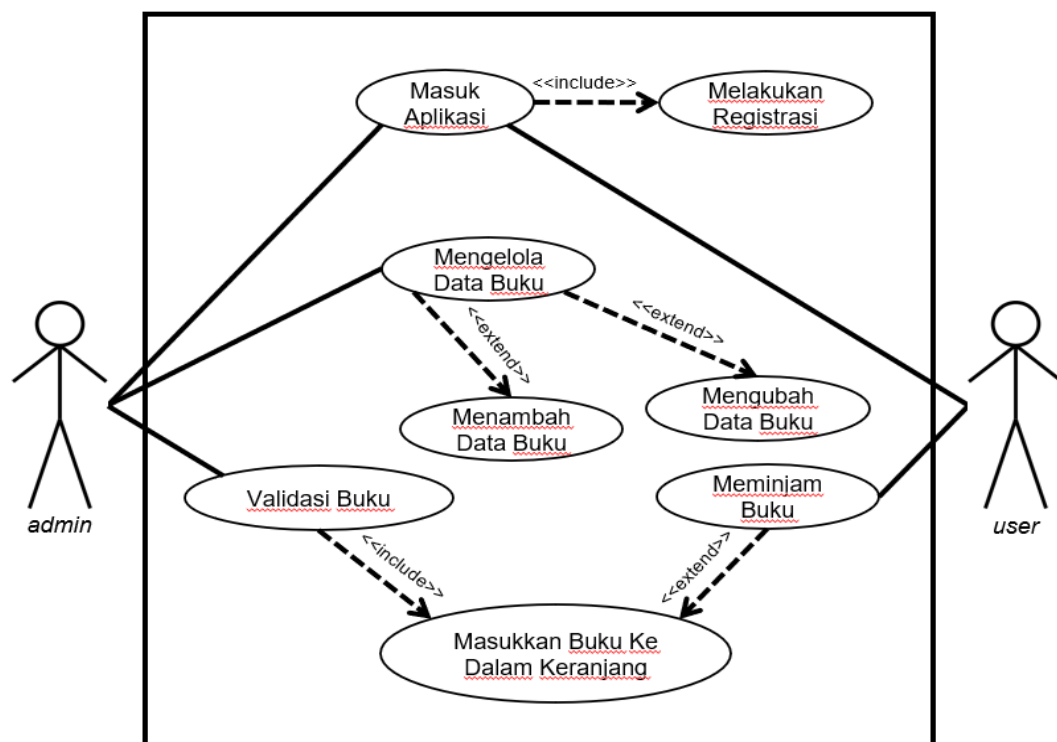 <<include>>
Masuk
Aplikasi
Melakukan
Registrasi
Mengelola
Data Buku
<<extend>>
<<extend>>
Menambah
Data Buku
Mengubah
Data Buku
Validasi Buku
Meminjam
Buku
admin
user
<<include>>
<<extend>>
Masukkan Buku Ke
Dalam Keranjang